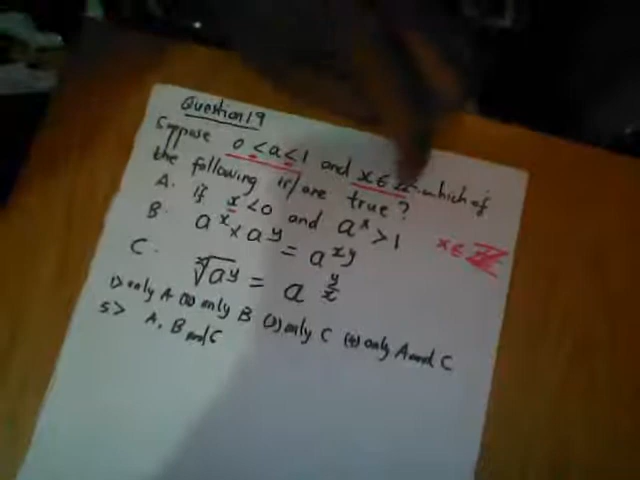 Question 19
Suppose 0 < a < 1 and x ∈ ℤ which of
the following is/are true?
A. if x < 0 and a^x > 1
B. a^x × a^y = a^xy
C. ˣ√a^y = a^(y/x)
1) only A (2) only B (3) only C (4) only A and C
5> A, B and C
x ∈ ℤ